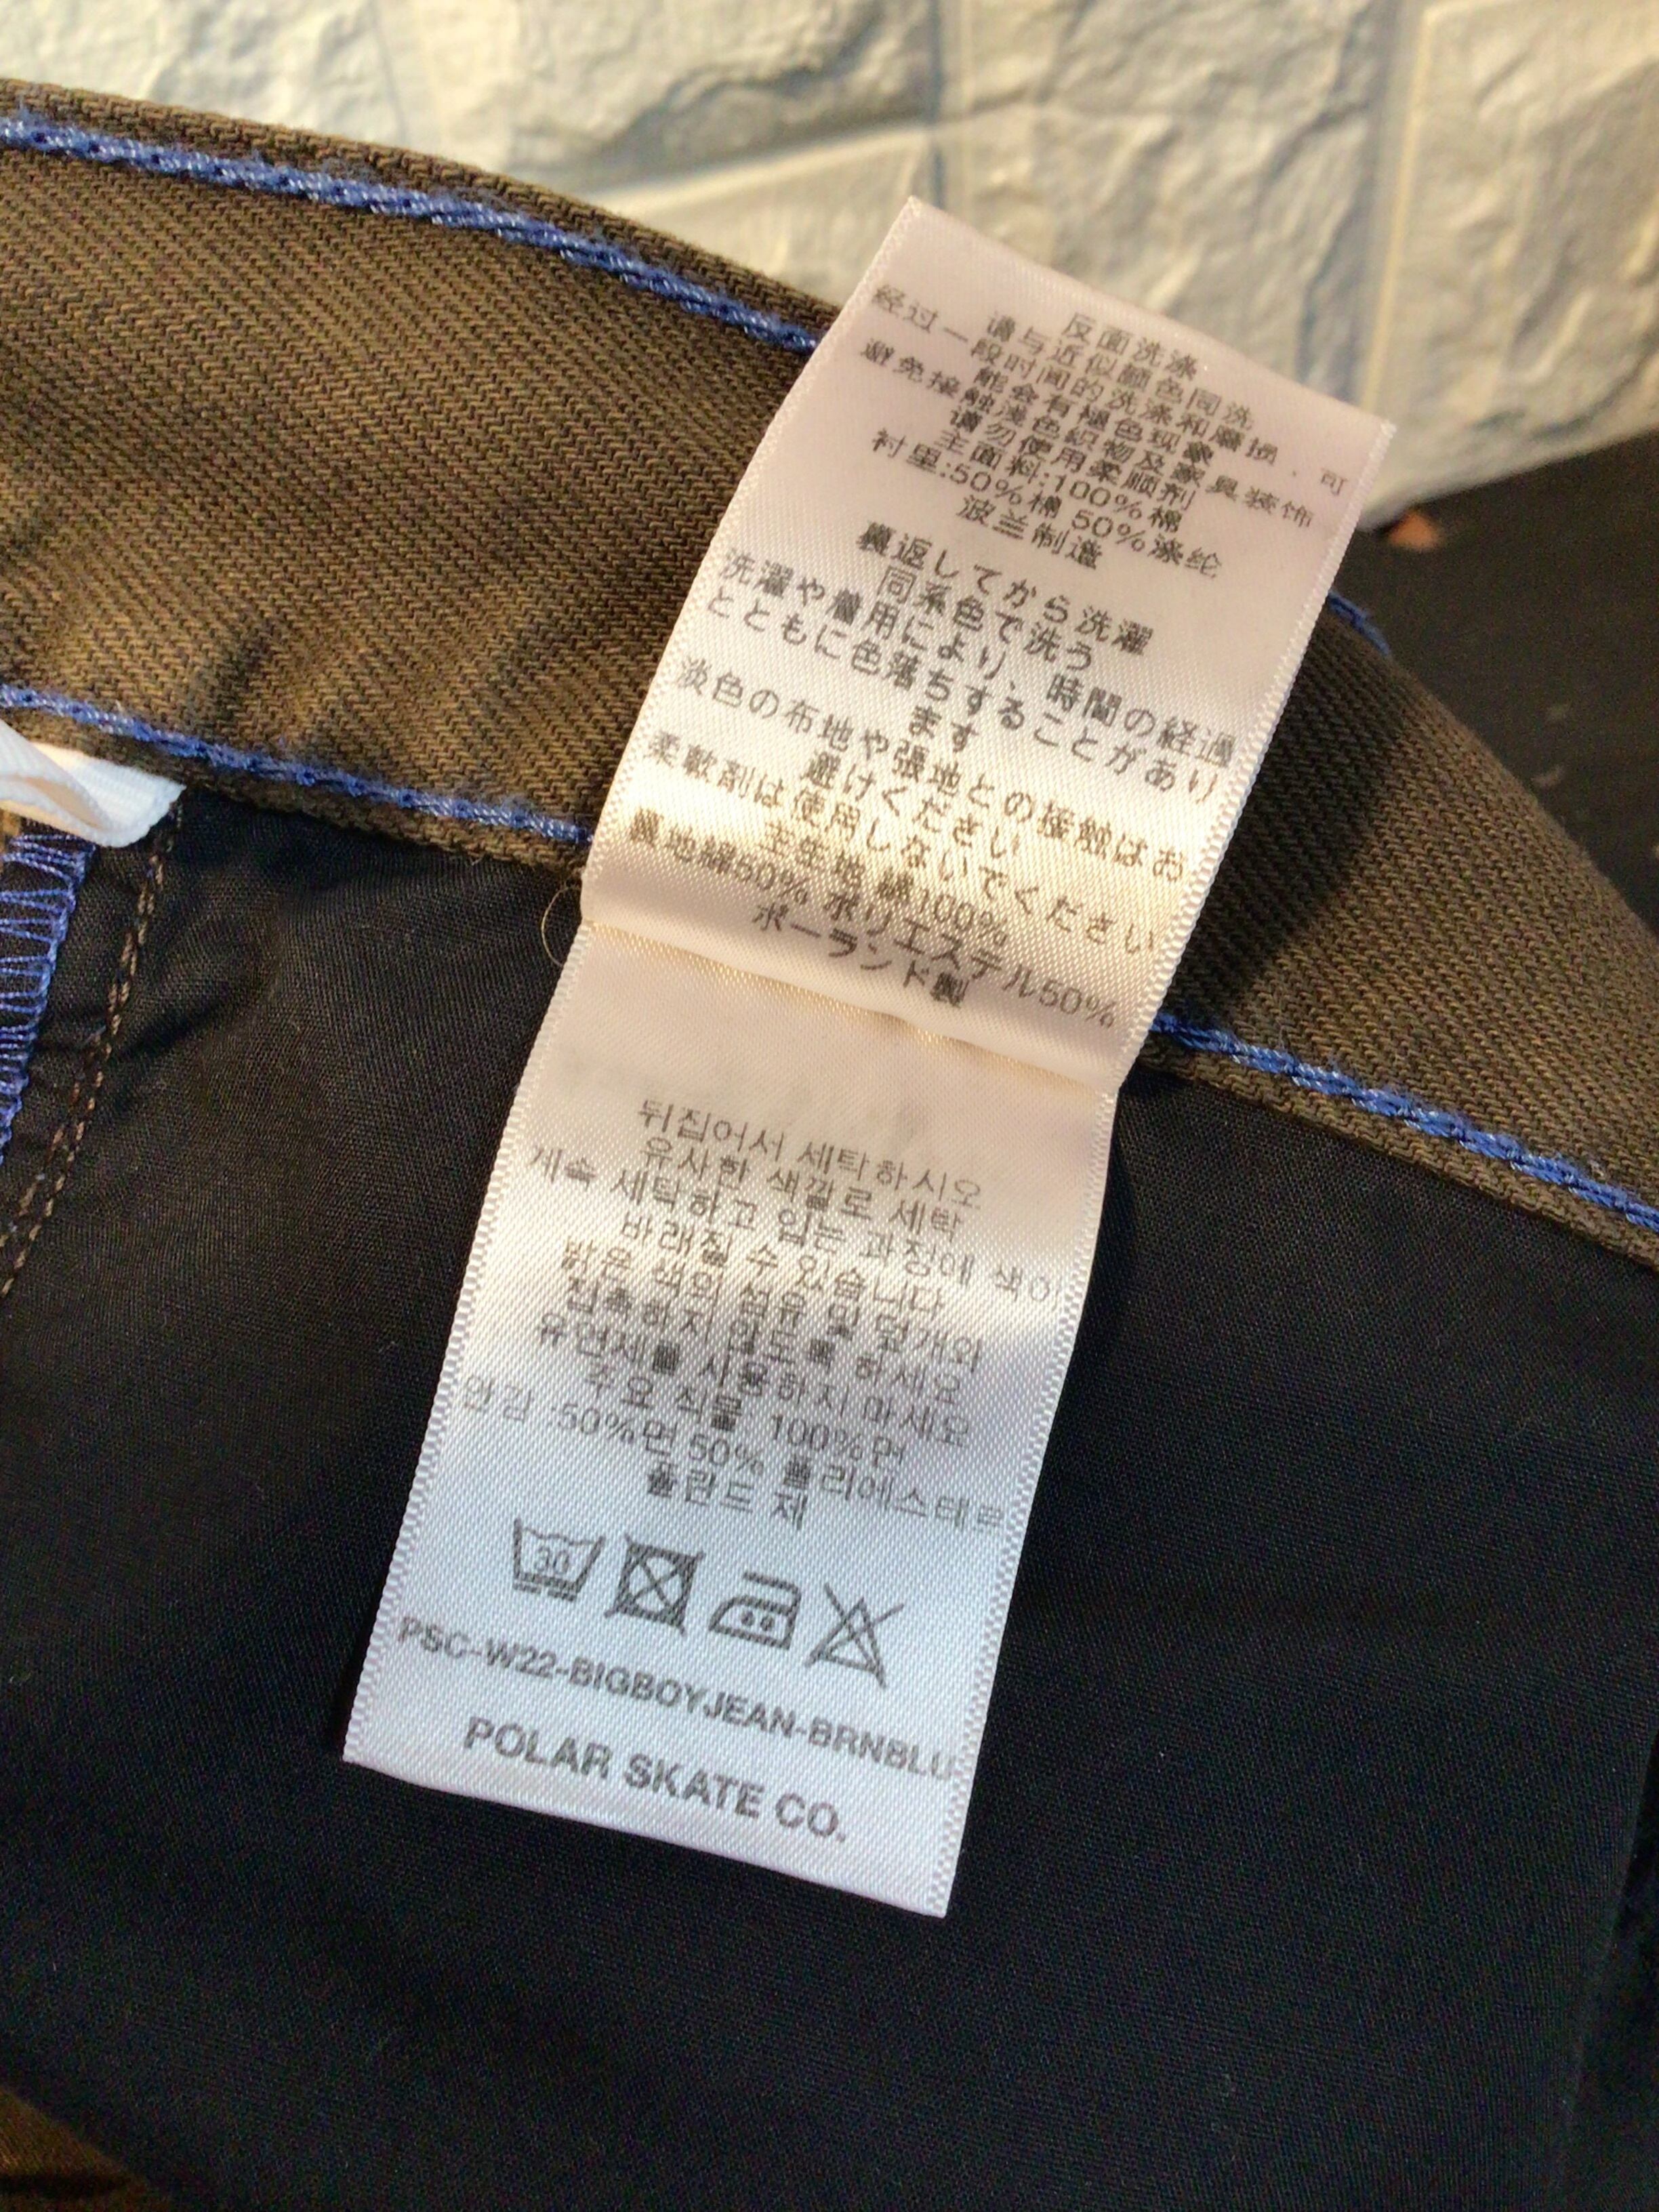 反面洗涤
请与近似颜色同洗
经过一段时间的洗涤和磨损，可
能会有褪色现象
避免接触浅色织物及家具装饰
请勿使用柔顺剂
主面料:100%棉
衬里:50%棉 50%涤纶
波兰制造
裏返してから洗濯
同系色で洗う
洗濯や着用により、時間の経過
とともに色落ちすることがあり
ます
淡色の布地や張地との接触はお
避けください
柔軟剤は使用しないでください
主生地 綿100%
裏地綿50% ポリエステル50%
ポーランド製
뒤집어서 세탁하시오
유사한 색깔로 세탁
계속 세탁하고 입는 과정에 색이
바래질 수 있습니다
밝은 색의 섬유 및 덮개와
접촉하지 않도록 하세요
유연제를 사용하지 마세요
주요 직물 100%면
안감 :50%면 50% 폴리에스테르
폴란드 제
30
PSC-W22-BIGBOYJEAN-BRNBLU
POLAR SKATE CO.